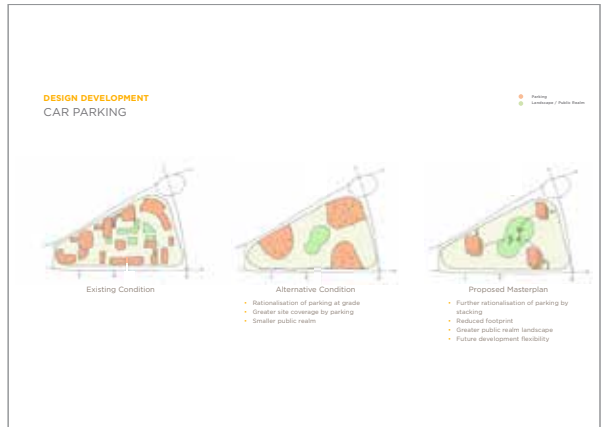 DESIGN DEVELOPMENT
CAR PARKING
Parking
Landscape / Public Realm
Existing Condition
Alternative Condition
• Rationalisation of parking at grade
• Greater site coverage by parking
• Smaller public realm
Proposed Masterplan
• Further rationalisation of parking by
stacking
• Reduced footprint
• Greater public realm landscape
• Future development flexibility